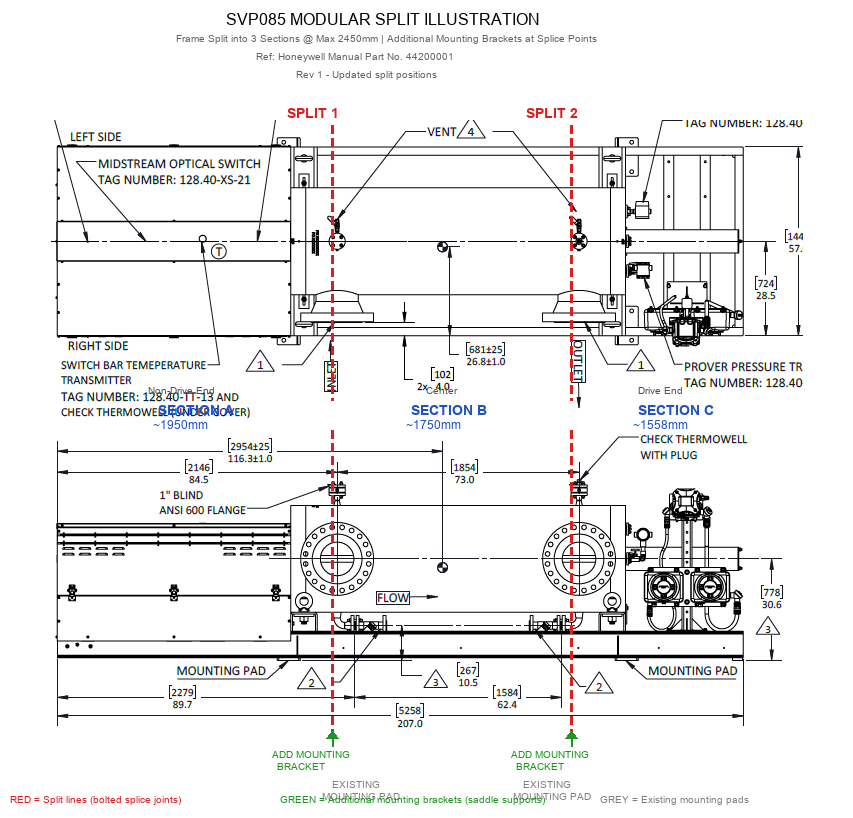 SVP085 MODULAR SPLIT ILLUSTRATION
Frame Split into 3 Sections @ Max 2450mm | Additional Mounting Brackets at Splice Points
Ref: Honeywell Manual Part No. 44200001
Rev 1 - Updated split positions
SPLIT 1
SPLIT 2
LEFT SIDE
VENT 4
TAG NUMBER: 128.40
MIDSTREAM OPTICAL SWITCH
TAG NUMBER: 128.40-XS-21
T
[144
57.
[724]
28.5
RIGHT SIDE
[681±25]
26.8±1.0
SWITCH BAR TEMEPERATURE
TRANSMITTER
TAG NUMBER: 128.40-TT-13 AND
CHECK THERMOWELL (UNDER COVER)
1
INLET
[102]
2x 4.0
OUTLET
1
PROVER PRESSURE TR
TAG NUMBER: 128.40
Non-Drive End
Center
Drive End
SECTION A
SECTION B
SECTION C
~1950mm
~1750mm
~1558mm
CHECK THERMOWELL
WITH PLUG
[2954±25]
116.3±1.0
[2146]
84.5
[1854]
73.0
1" BLIND
ANSI 600 FLANGE
FLOW
[778]
30.6
3
MOUNTING PAD
2
3
[267]
10.5
2
MOUNTING PAD
[2279]
89.7
[1584]
62.4
[5258]
207.0
ADD MOUNTING
BRACKET
ADD MOUNTING
BRACKET
EXISTING
MOUNTING PAD
EXISTING
MOUNTING PAD
RED = Split lines (bolted splice joints)
GREEN = Additional mounting brackets (saddle supports)
GREY = Existing mounting pads